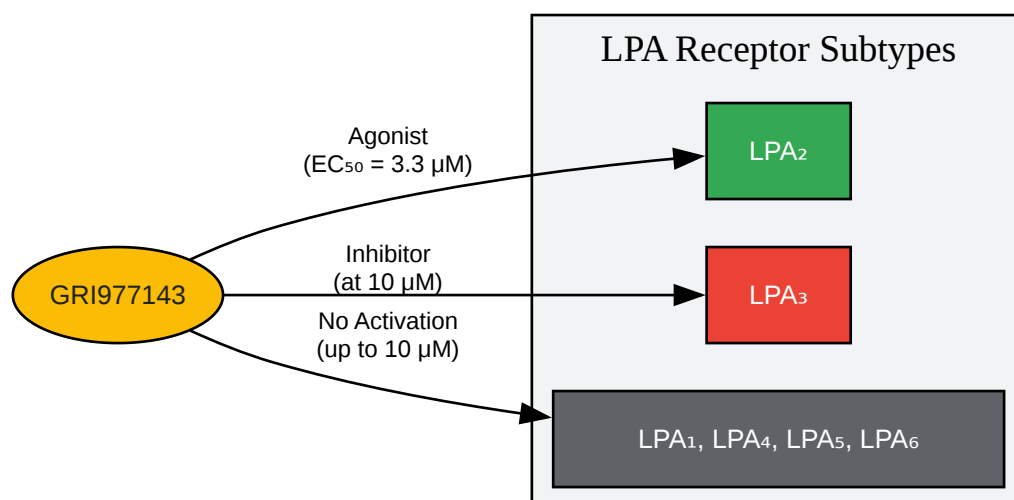 LPA Receptor Subtypes
Agonist
(EC₅₀ = 3.3 μM)
LPA₂
Inhibitor
(at 10 μM)
GRI977143
LPA₃
No Activation
(up to 10 μM)
LPA₁, LPA₄, LPA₅, LPA₆